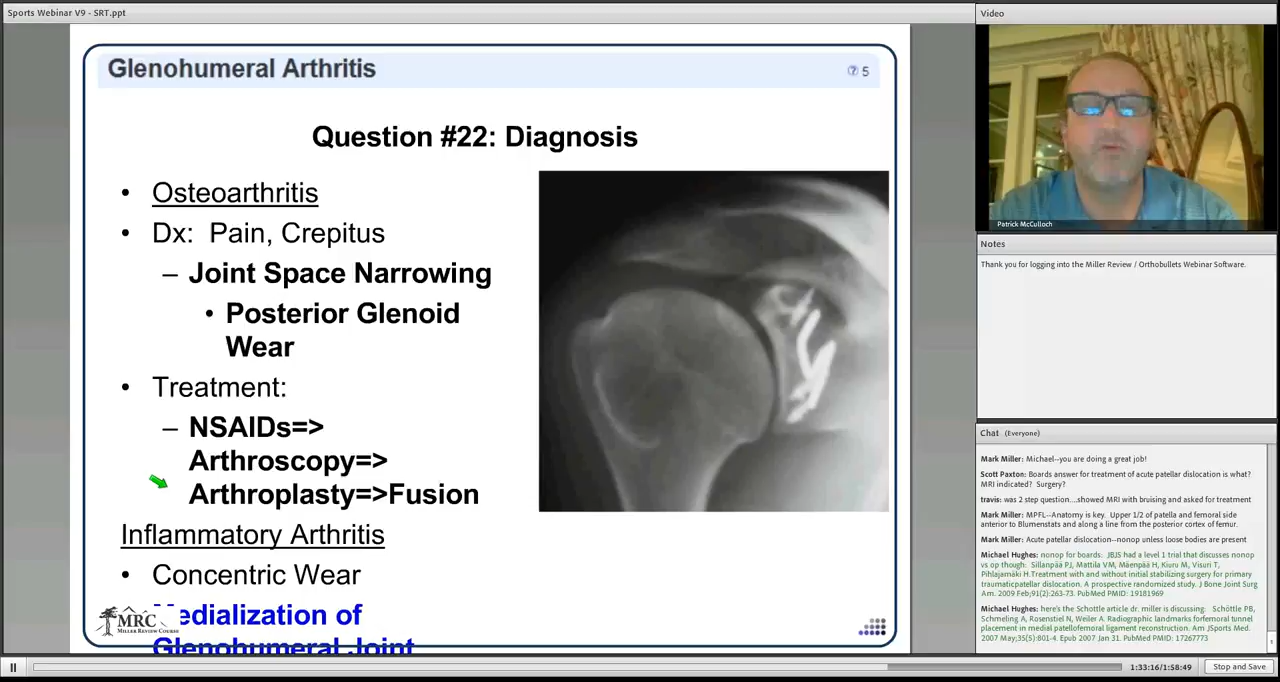 Sports Webinar V9 - SRT.ppt
Glenohumeral Arthritis
5
Question #22: Diagnosis
• Osteoarthritis
• Dx: Pain, Crepitus
– Joint Space Narrowing
• Posterior Glenoid
Wear
• Treatment:
– NSAIDs=>
Arthroscopy=>
Arthroplasty=>Fusion
Inflammatory Arthritis
• Concentric Wear
Medialization of
Glenohumeral Joint
MRC
MILLER REVIEW COURSE
Video
Patrick McCulloch
Notes
Thank you for logging into the Miller Review / Orthobullets Webinar Software.
Chat (Everyone)
Mark Miller: Michael--you are doing a great job!
Scott Paxton: Boards answer for treatment of acute patellar dislocation is what?
MRI indicated? Surgery?
travis: was 2 step question....showed MRI with bruising and asked for treatment
Mark Miller: MPFL--Anatomy is key. Upper 1/2 of patella and femoral side
anterior to Blumenstats and along a line from the posterior cortex of femur.
Mark Miller: Acute patellar dislocation--nonop unless loose bodies are present
Michael Hughes: nonop for boards: JBJS had a level 1 trial that discusses nonop
vs op though: Sillanpää PJ, Mattila VM, Mäenpää H, Kiuru M, Visuri T,
Pihlajamäki H.Treatment with and without initial stabilizing surgery for primary
traumaticpatellar dislocation. A prospective randomized study. J Bone Joint Surg
Am. 2009 Feb;91(2):263-73. PubMed PMID: 19181969
Michael Hughes: here's the Schottle article dr. miller is discussing: Schöttle PB,
Schmeling A, Rosenstiel N, Weiler A. Radiographic landmarks forfemoral tunnel
placement in medial patellofemoral ligament reconstruction. Am JSports Med.
2007 May;35(5):801-4. Epub 2007 Jan 31. PubMed PMID: 17267773
1:33:16/1:58:49
Stop and Save